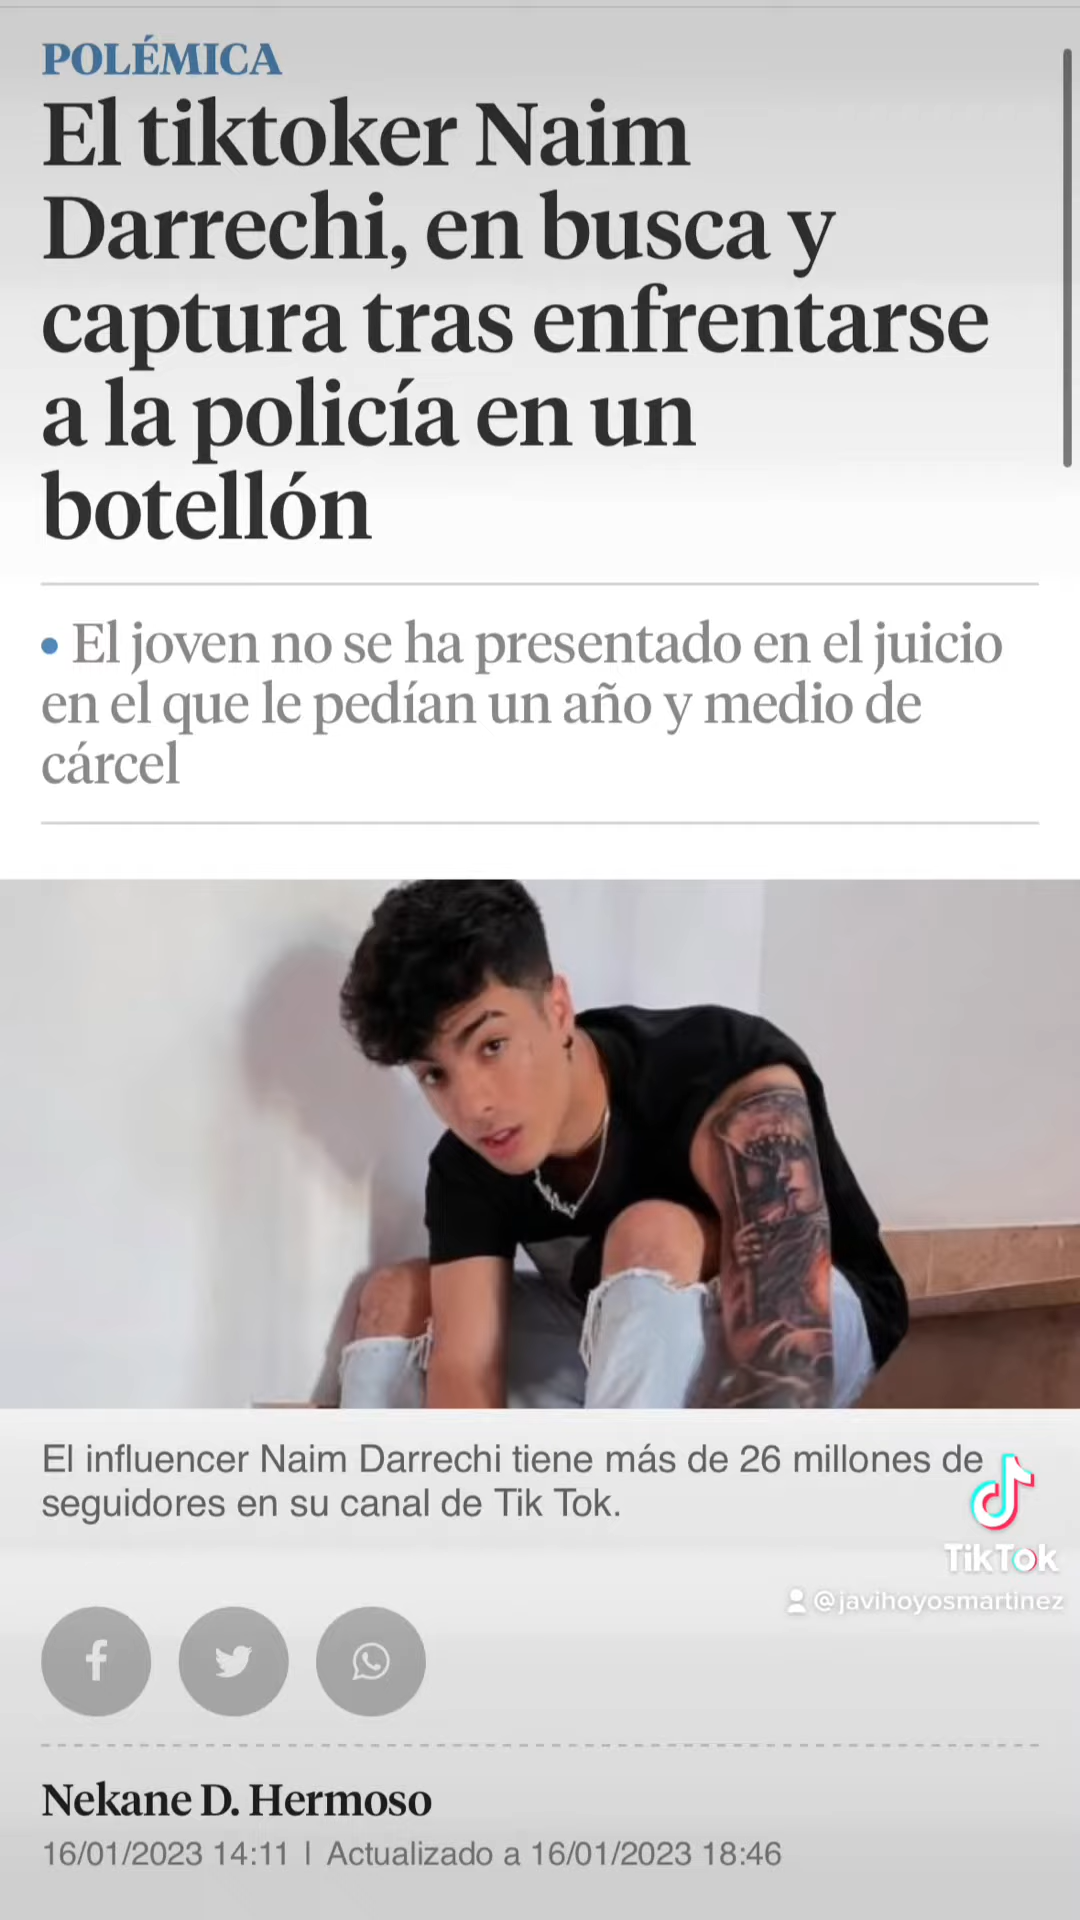 POLÉMICA
El tiktoker Naim
Darrechi, en busca y
captura tras enfrentarse
a la policía en un
botellón
• El joven no se ha presentado en el juicio
en el que le pedían un año y medio de
cárcel
El influencer Naim Darrechi tiene más de 26 millones de
seguidores en su canal de Tik Tok.
TikTok
@javihoyosmartinez
Nekane D. Hermoso
16/01/2023 14:11 | Actualizado a 16/01/2023 18:46